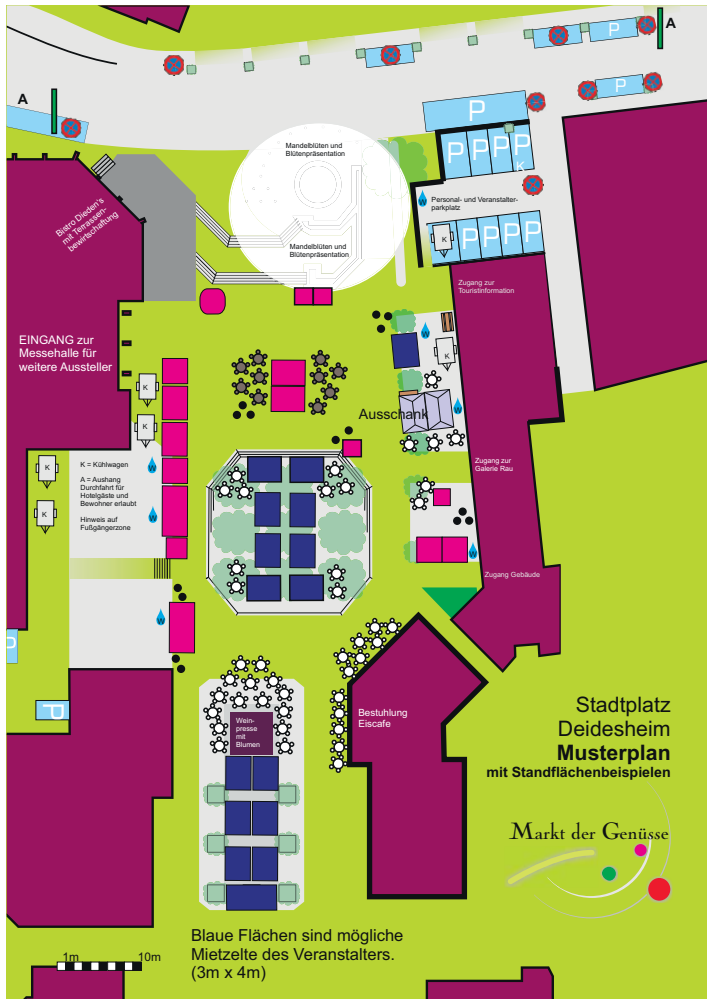 A
A
P
P
P
P
P
P
P
P
K
Mandelblüten und
Blütenpräsentation
Mandelblüten und
Blütenpräsentation
W
Personal- und Veranstalter-
parkplatz
K
P
P
P
P
Bistro Dieden's
mit Terrassen-
bewirtschaftung
Zugang zur
Touristinformation
EINGANG zur
Messehalle für
weitere Aussteller
W
K
K
K
Ausschank
W
Zugang zur
Galerie Rau
K
K
K = Kühlwagen
A = Aushang
Durchfahrt für
Hotelgäste und
Bewohner erlaubt
Hinweis auf
Fußgängerzone
W
W
W
Zugang Gebäude
W
P
P
Wein-
presse
mit
Blumen
Bestuhlung
Eiscafe
Stadtplatz
Deidesheim
Musterplan
mit Standflächenbeispielen
Markt der Genüsse
Blaue Flächen sind mögliche
Mietzelte des Veranstalters.
(3m x 4m)
1m
10m